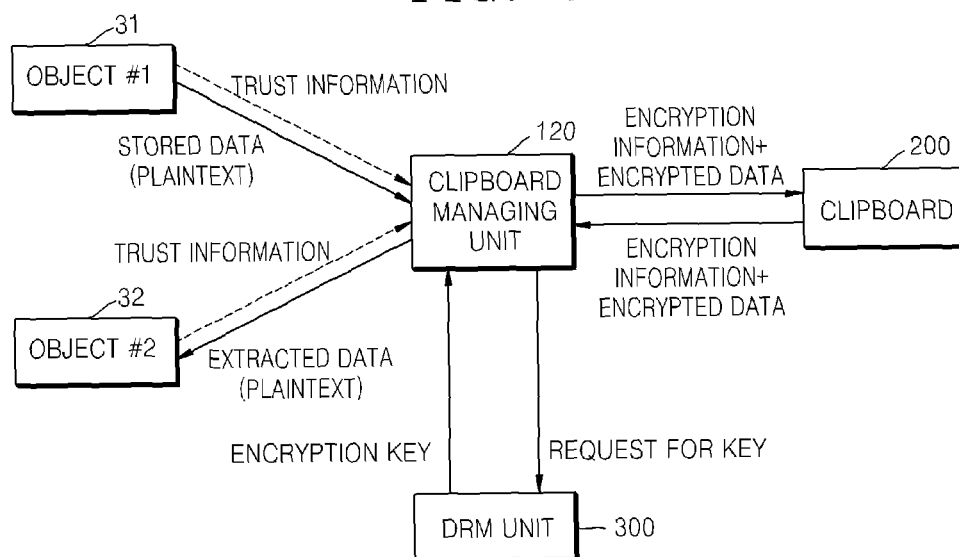 31
OBJECT #1
TRUST INFORMATION
STORED DATA
(PLAINTEXT)
120
CLIPBOARD
MANAGING
UNIT
ENCRYPTION
INFORMATION+
ENCRYPTED DATA
200
CLIPBOARD
ENCRYPTION
INFORMATION+
ENCRYPTED DATA
TRUST INFORMATION
32
OBJECT #2
EXTRACTED DATA
(PLAINTEXT)
ENCRYPTION KEY
REQUEST FOR KEY
DRM UNIT
300